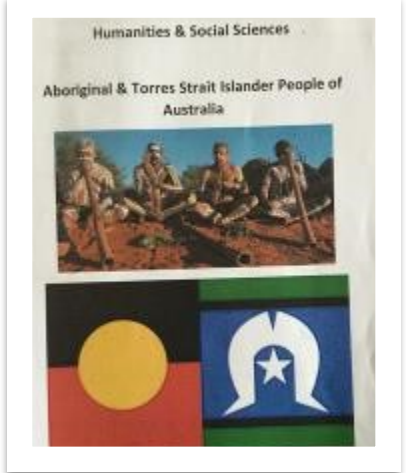 Humanities & Social Sciences
Aboriginal & Torres Strait Islander People of
Australia